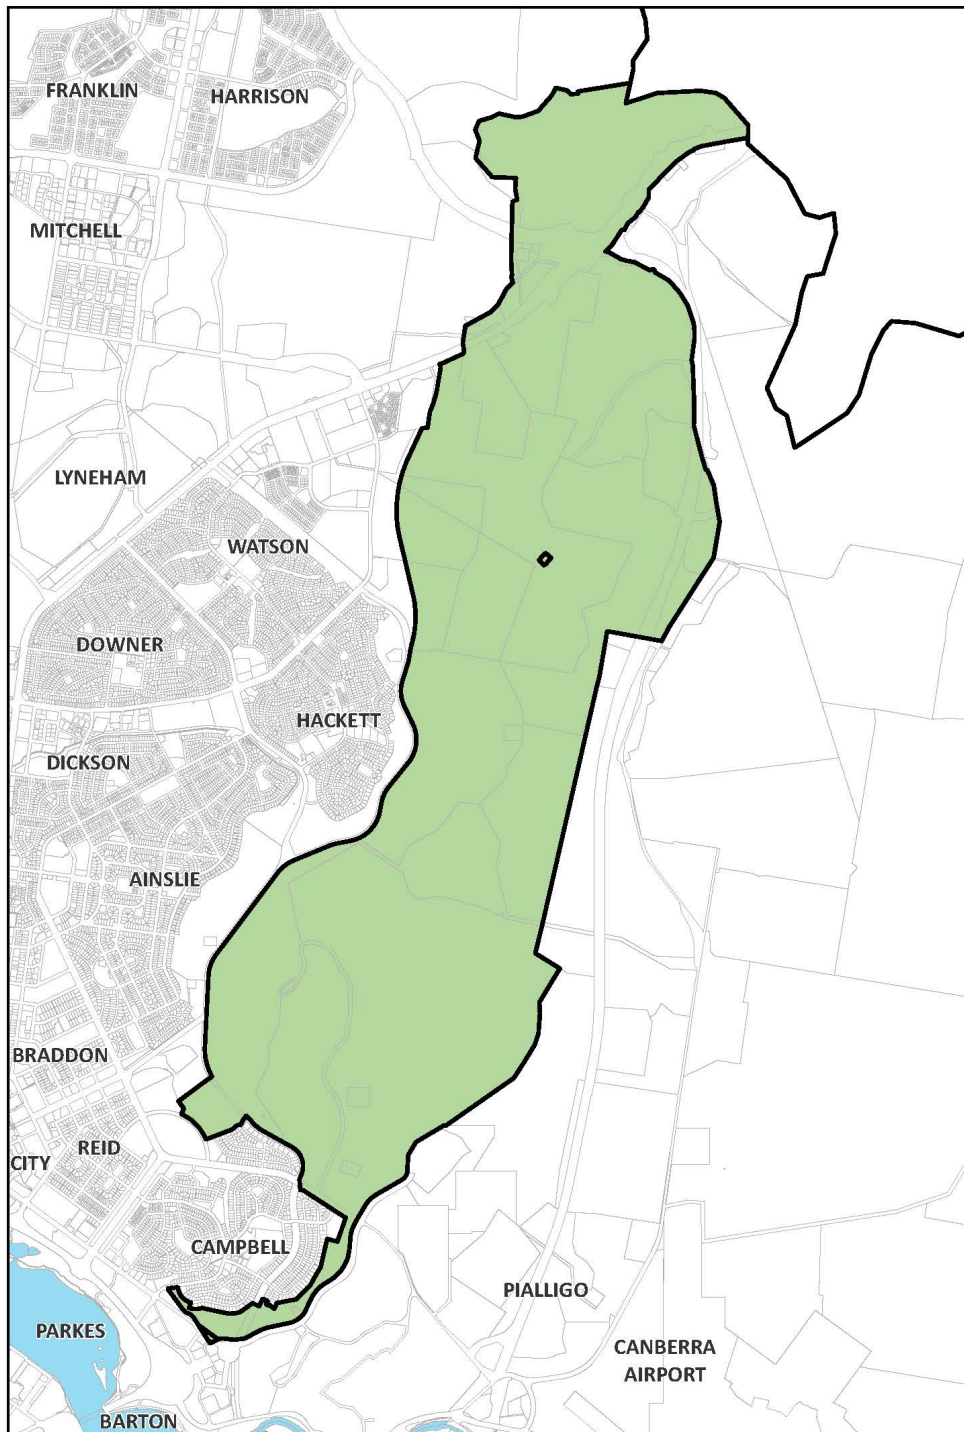 FRANKLIN
HARRISON
MITCHELL
LYNEHAM
WATSON
DOWNER
HACKETT
DICKSON
AINSLIE
BRADDON
REID
CITY
CAMPBELL
PIALLIGO
PARKES
CANBERRA
AIRPORT
BARTON